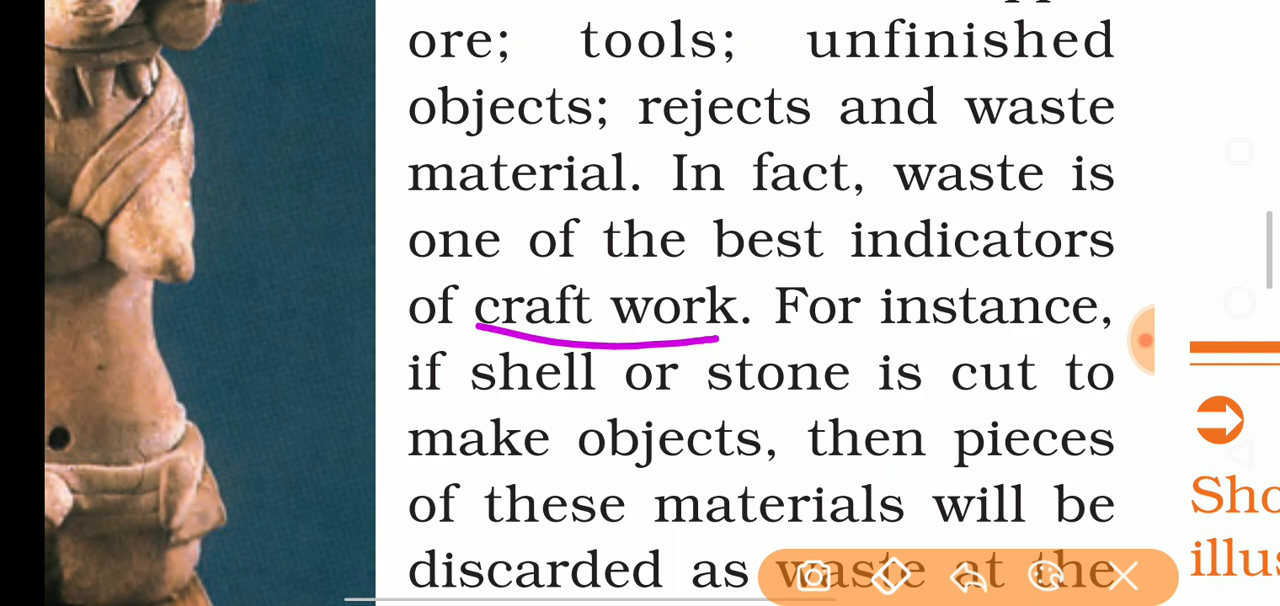 ore; tools; unfinished
objects; rejects and waste
material. In fact, waste is
one of the best indicators
of craft work. For instance,
if shell or stone is cut to
make objects, then pieces
of these materials will be
discarded as waste at the
Sho
illus